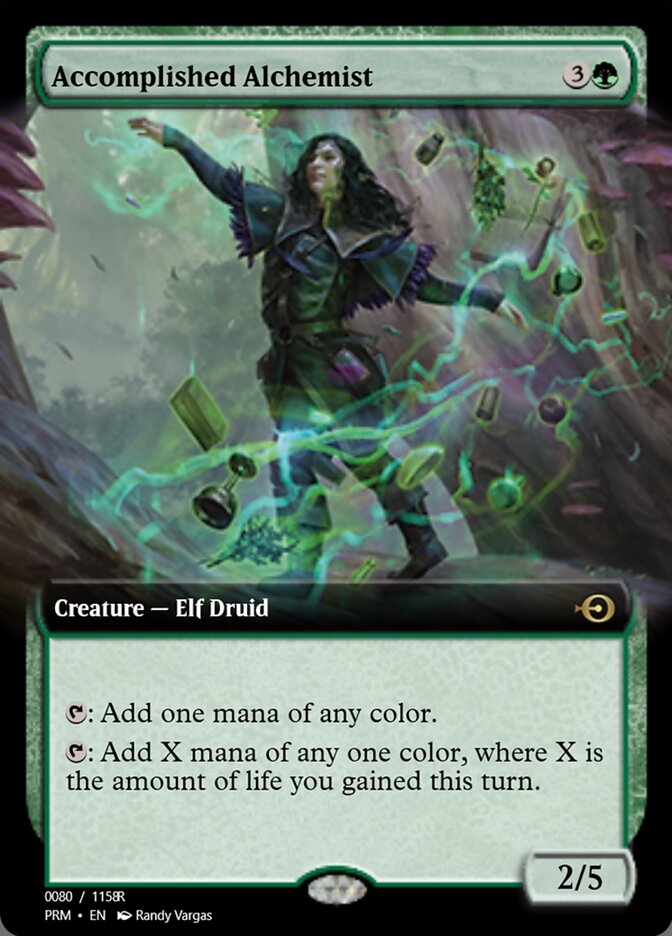 Accomplished Alchemist 3
Creature — Elf Druid
: Add one mana of any color.
: Add X mana of any one color, where X is
the amount of life you gained this turn.
2/5
0080 / 1158R
PRM • EN Randy Vargas